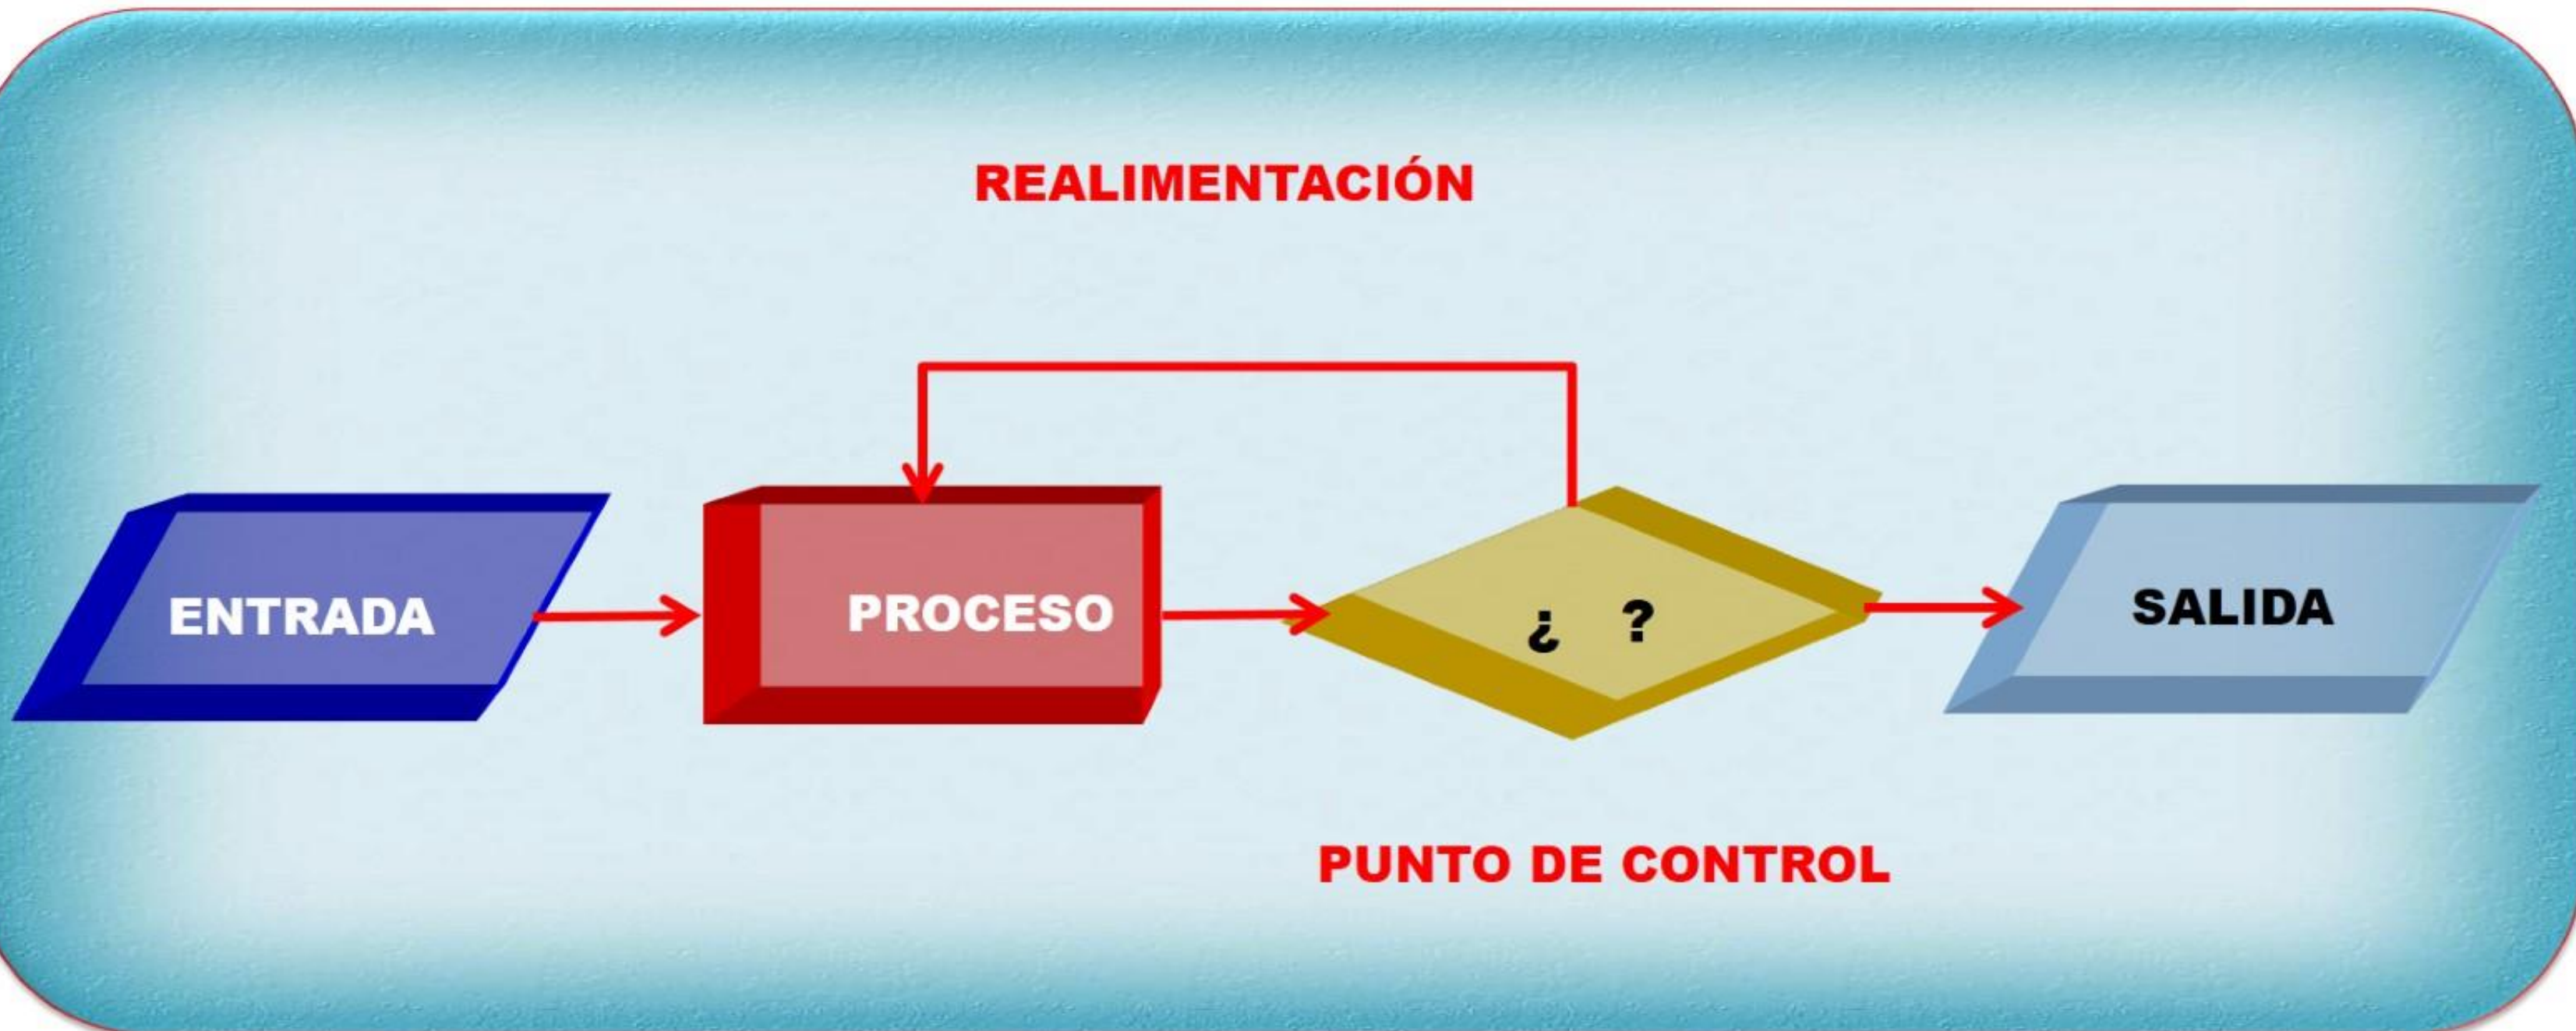 REALIMENTACIÓN
ENTRADA
PROCESO
¿ ?
SALIDA
PUNTO DE CONTROL